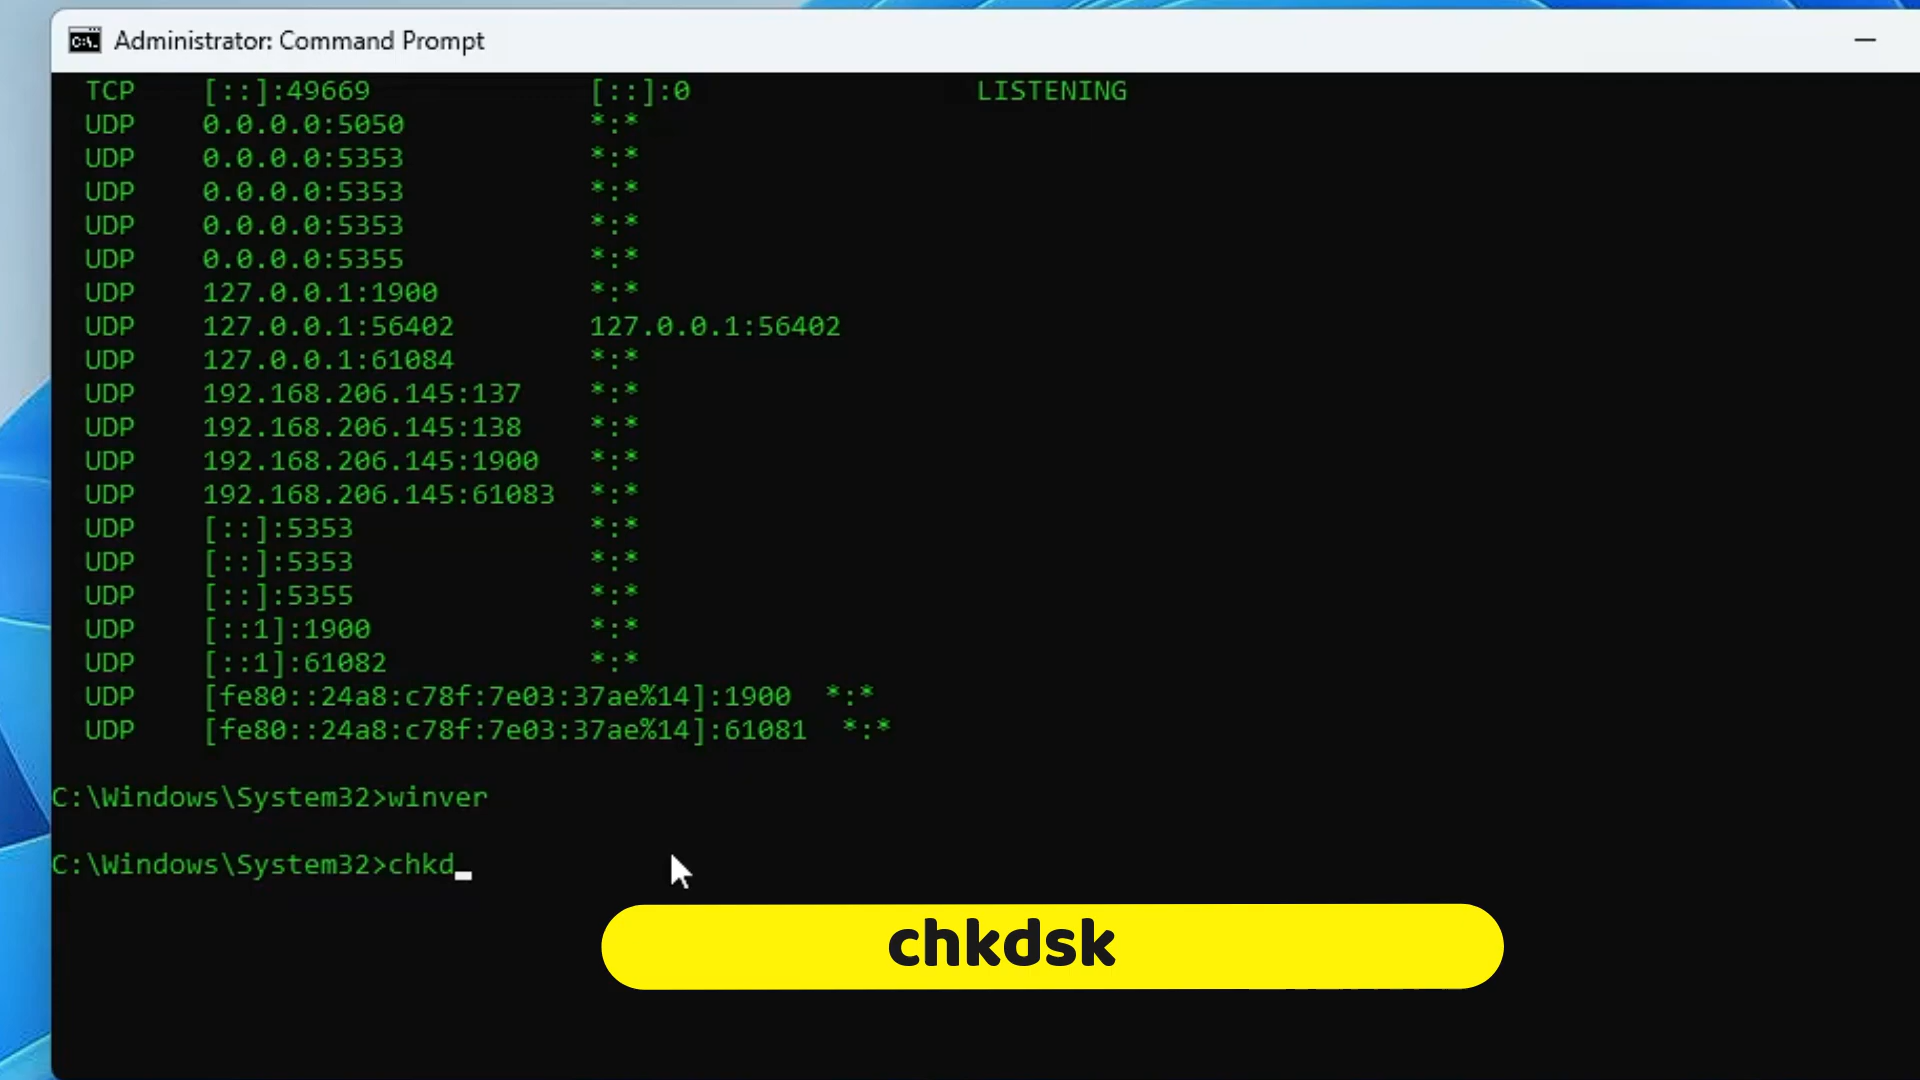 Administrator: Command Prompt
TCP [::]:49669 [::]:0 LISTENING
UDP 0.0.0.0:5050 *:*
UDP 0.0.0.0:5353 *:*
UDP 0.0.0.0:5353 *:*
UDP 0.0.0.0:5353 *:*
UDP 0.0.0.0:5355 *:*
UDP 127.0.0.1:1900 *:*
UDP 127.0.0.1:56402 127.0.0.1:56402
UDP 127.0.0.1:61084 *:*
UDP 192.168.206.145:137 *:*
UDP 192.168.206.145:138 *:*
UDP 192.168.206.145:1900 *:*
UDP 192.168.206.145:61083 *:*
UDP [::]:5353 *:*
UDP [::]:5353 *:*
UDP [::]:5355 *:*
UDP [::1]:1900 *:*
UDP [::1]:61082 *:*
UDP [fe80::24a8:c78f:7e03:37ae%14]:1900 *:*
UDP [fe80::24a8:c78f:7e03:37ae%14]:61081 *:*
C:\Windows\System32>winver
C:\Windows\System32>chkd
chkdsk